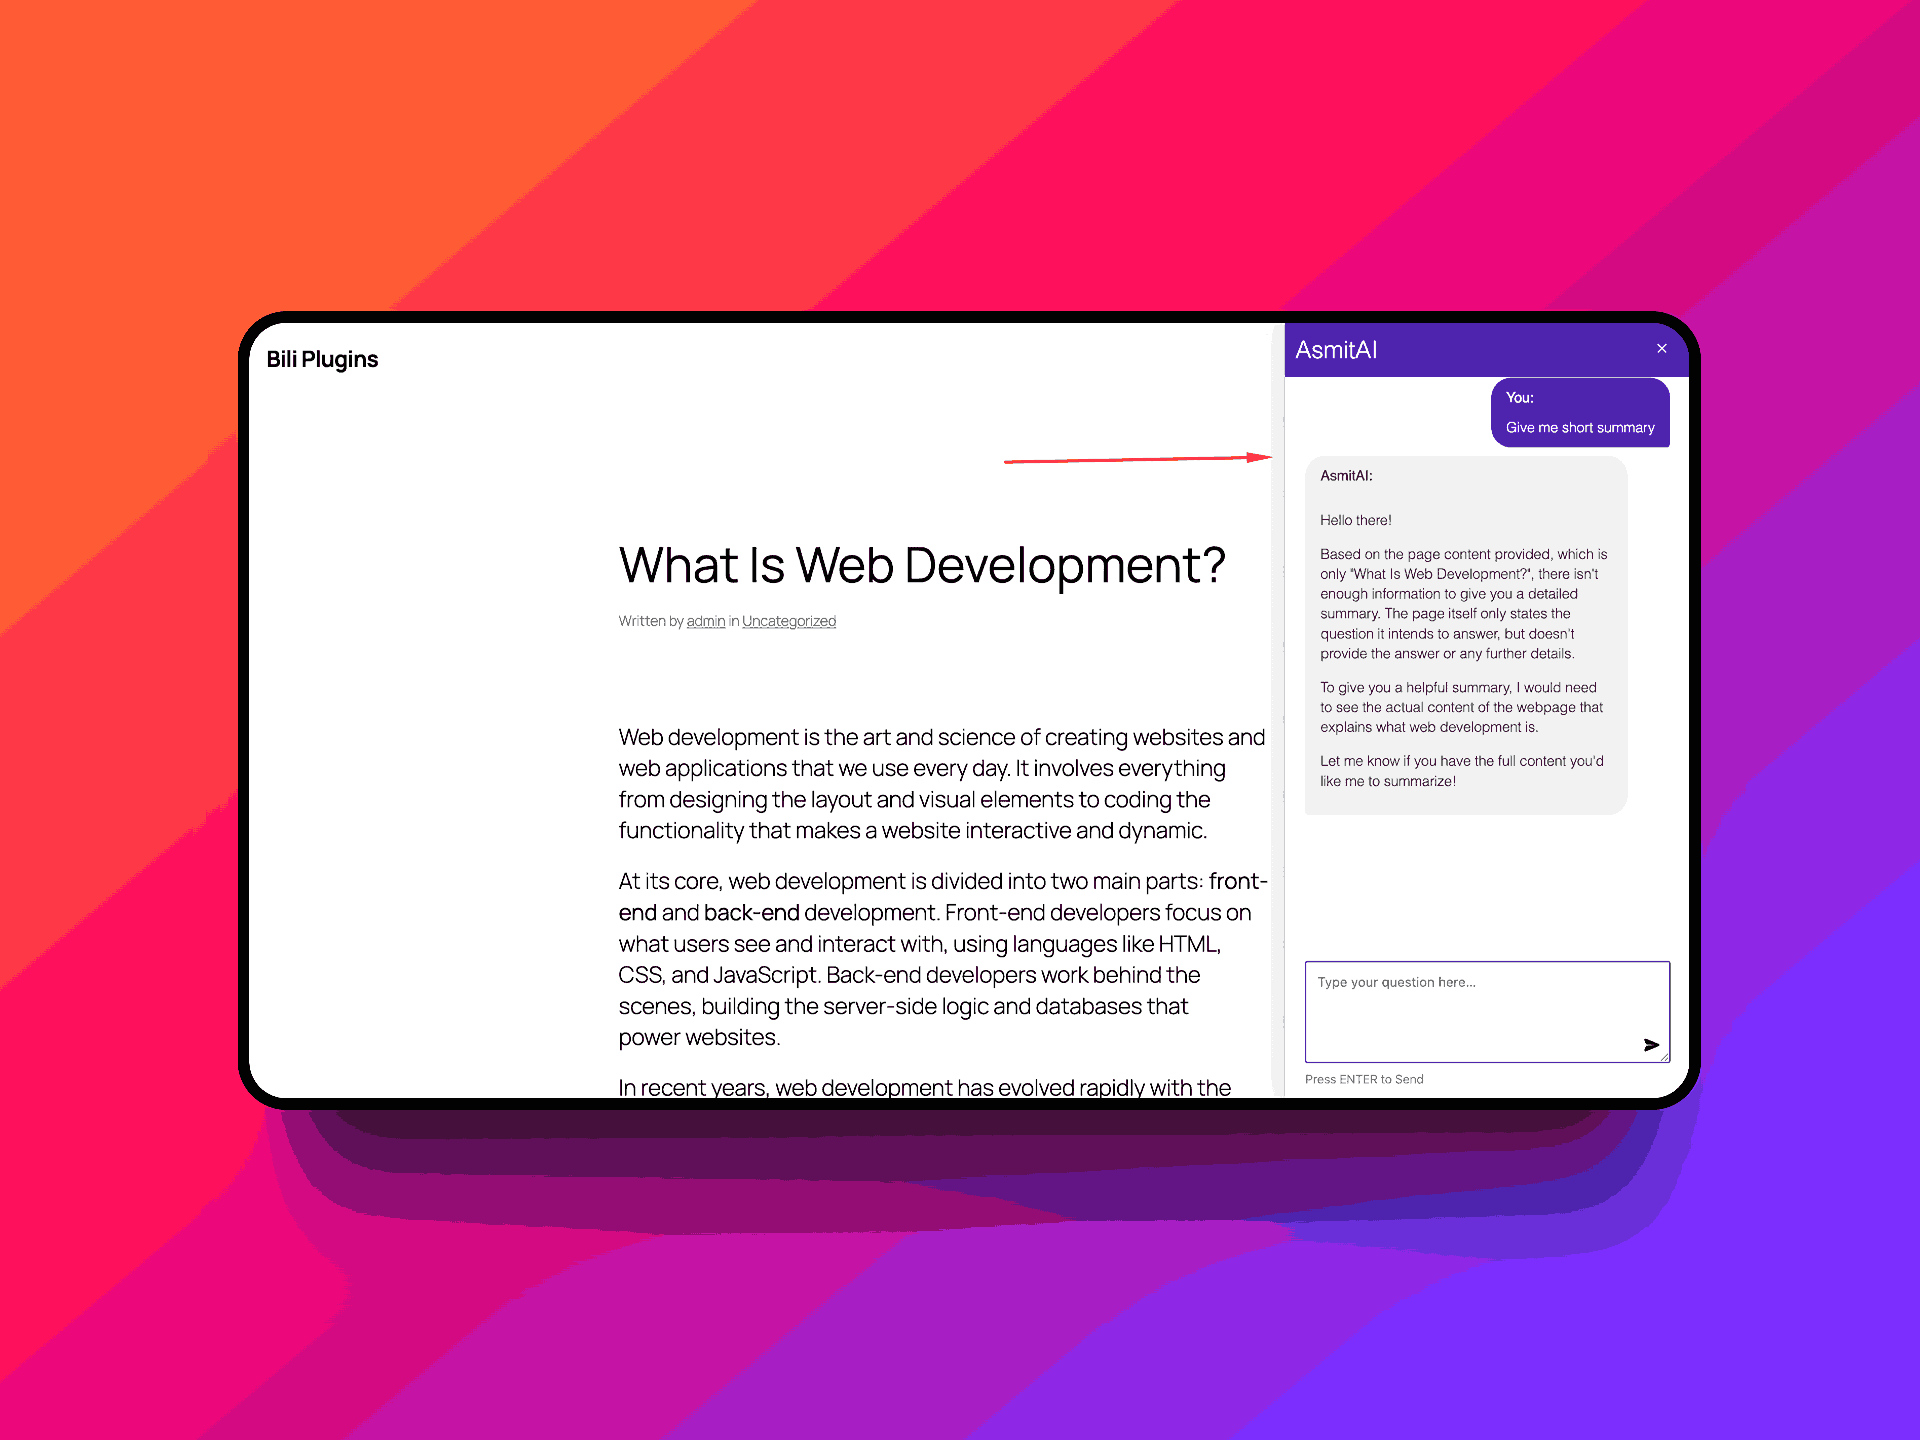 Bili Plugins
What Is Web Development?
Written by admin in Uncategorized
Web development is the art and science of creating websites and
web applications that we use every day. It involves everything
from designing the layout and visual elements to coding the
functionality that makes a website interactive and dynamic.
At its core, web development is divided into two main parts: front-
end and back-end development. Front-end developers focus on
what users see and interact with, using languages like HTML,
CSS, and JavaScript. Back-end developers work behind the
scenes, building the server-side logic and databases that
power websites.
In recent years, web development has evolved rapidly with the
AsmitAI
×
You:
Give me short summary
AsmitAI:
Hello there!
Based on the page content provided, which is
only "What Is Web Development?", there isn't
enough information to give you a detailed
summary. The page itself only states the
question it intends to answer, but doesn't
provide the answer or any further details.
To give you a helpful summary, I would need
to see the actual content of the webpage that
explains what web development is.
Let me know if you have the full content you'd
like me to summarize!
Type your question here...
Press ENTER to Send